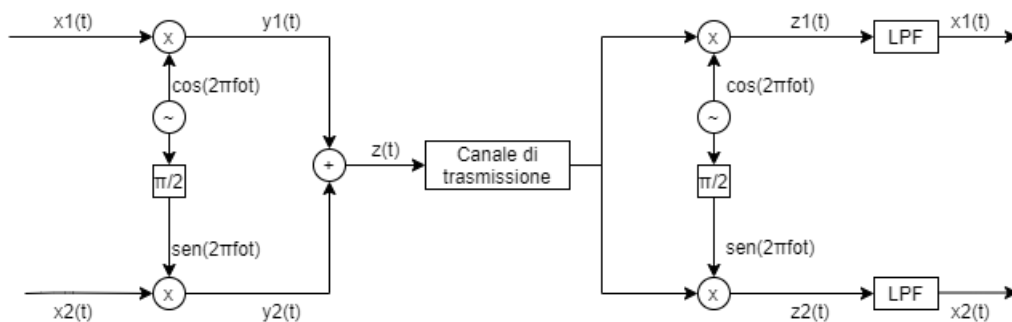 x1(t)
x
y1(t)
cos(2πfot)
~
π/2
sen(2πfot)
x2(t)
x
y2(t)
+
z(t)
Canale di
trasmissione
x
z1(t)
LPF
x1(t)
cos(2πfot)
~
π/2
sen(2πfot)
x
z2(t)
LPF
x2(t)